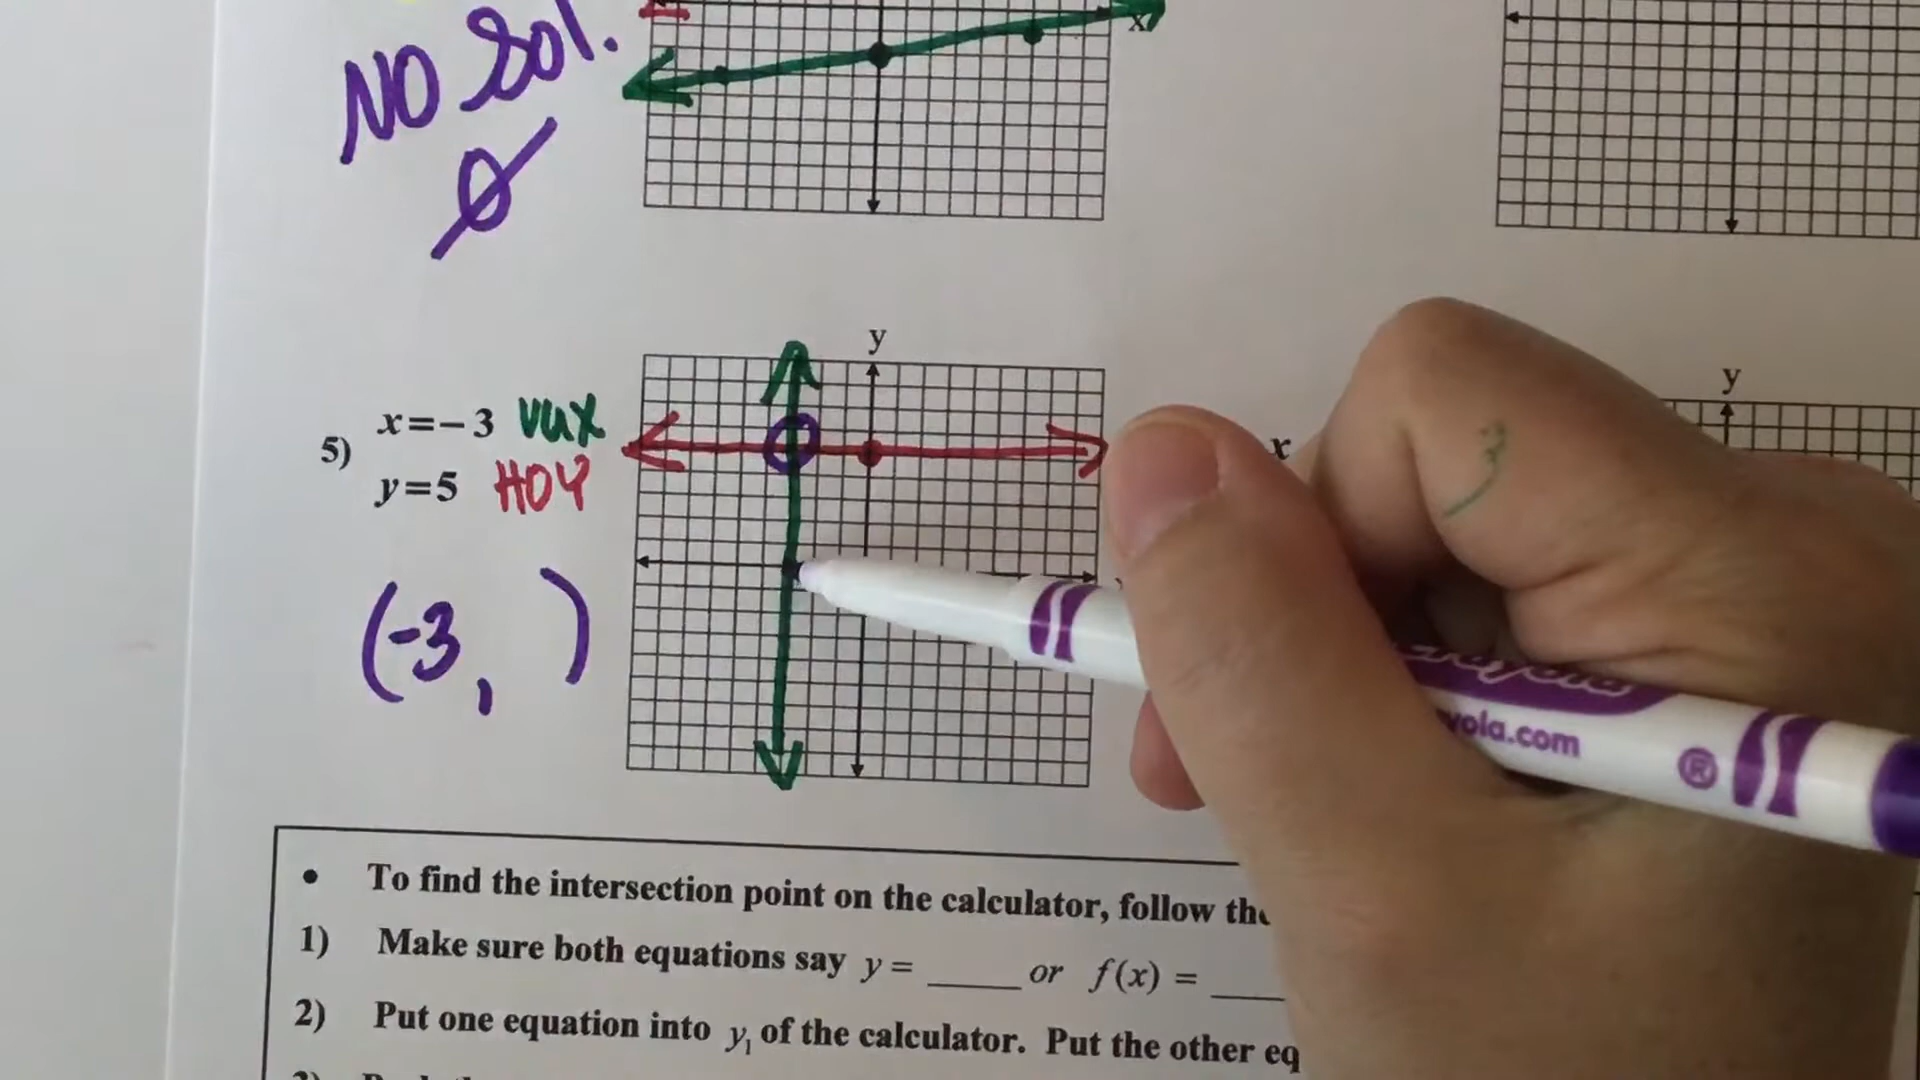 NO Sol.
Ø
x
y
5) x=-3 VUX
y=5 HOY
(-3, )
x
y
yola.com
®
• To find the intersection point on the calculator, follow the
1) Make sure both equations say y = _____ or f(x) = ____
2) Put one equation into y₁ of the calculator. Put the other eq